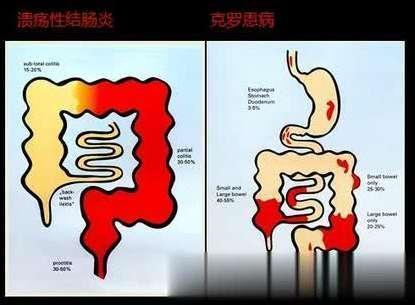 溃疡性结肠炎
克罗恩病
sub-total colitis
15-20%
partial
colitis
30-50%
„back-
wash
ileitis"
proctitis
30-50%
Esophagus
Stomach
Duodenum
3-5%
Small and
Large bowel
40-55%
Small bowel
only
25-30%
Large bowel
only
20-25%